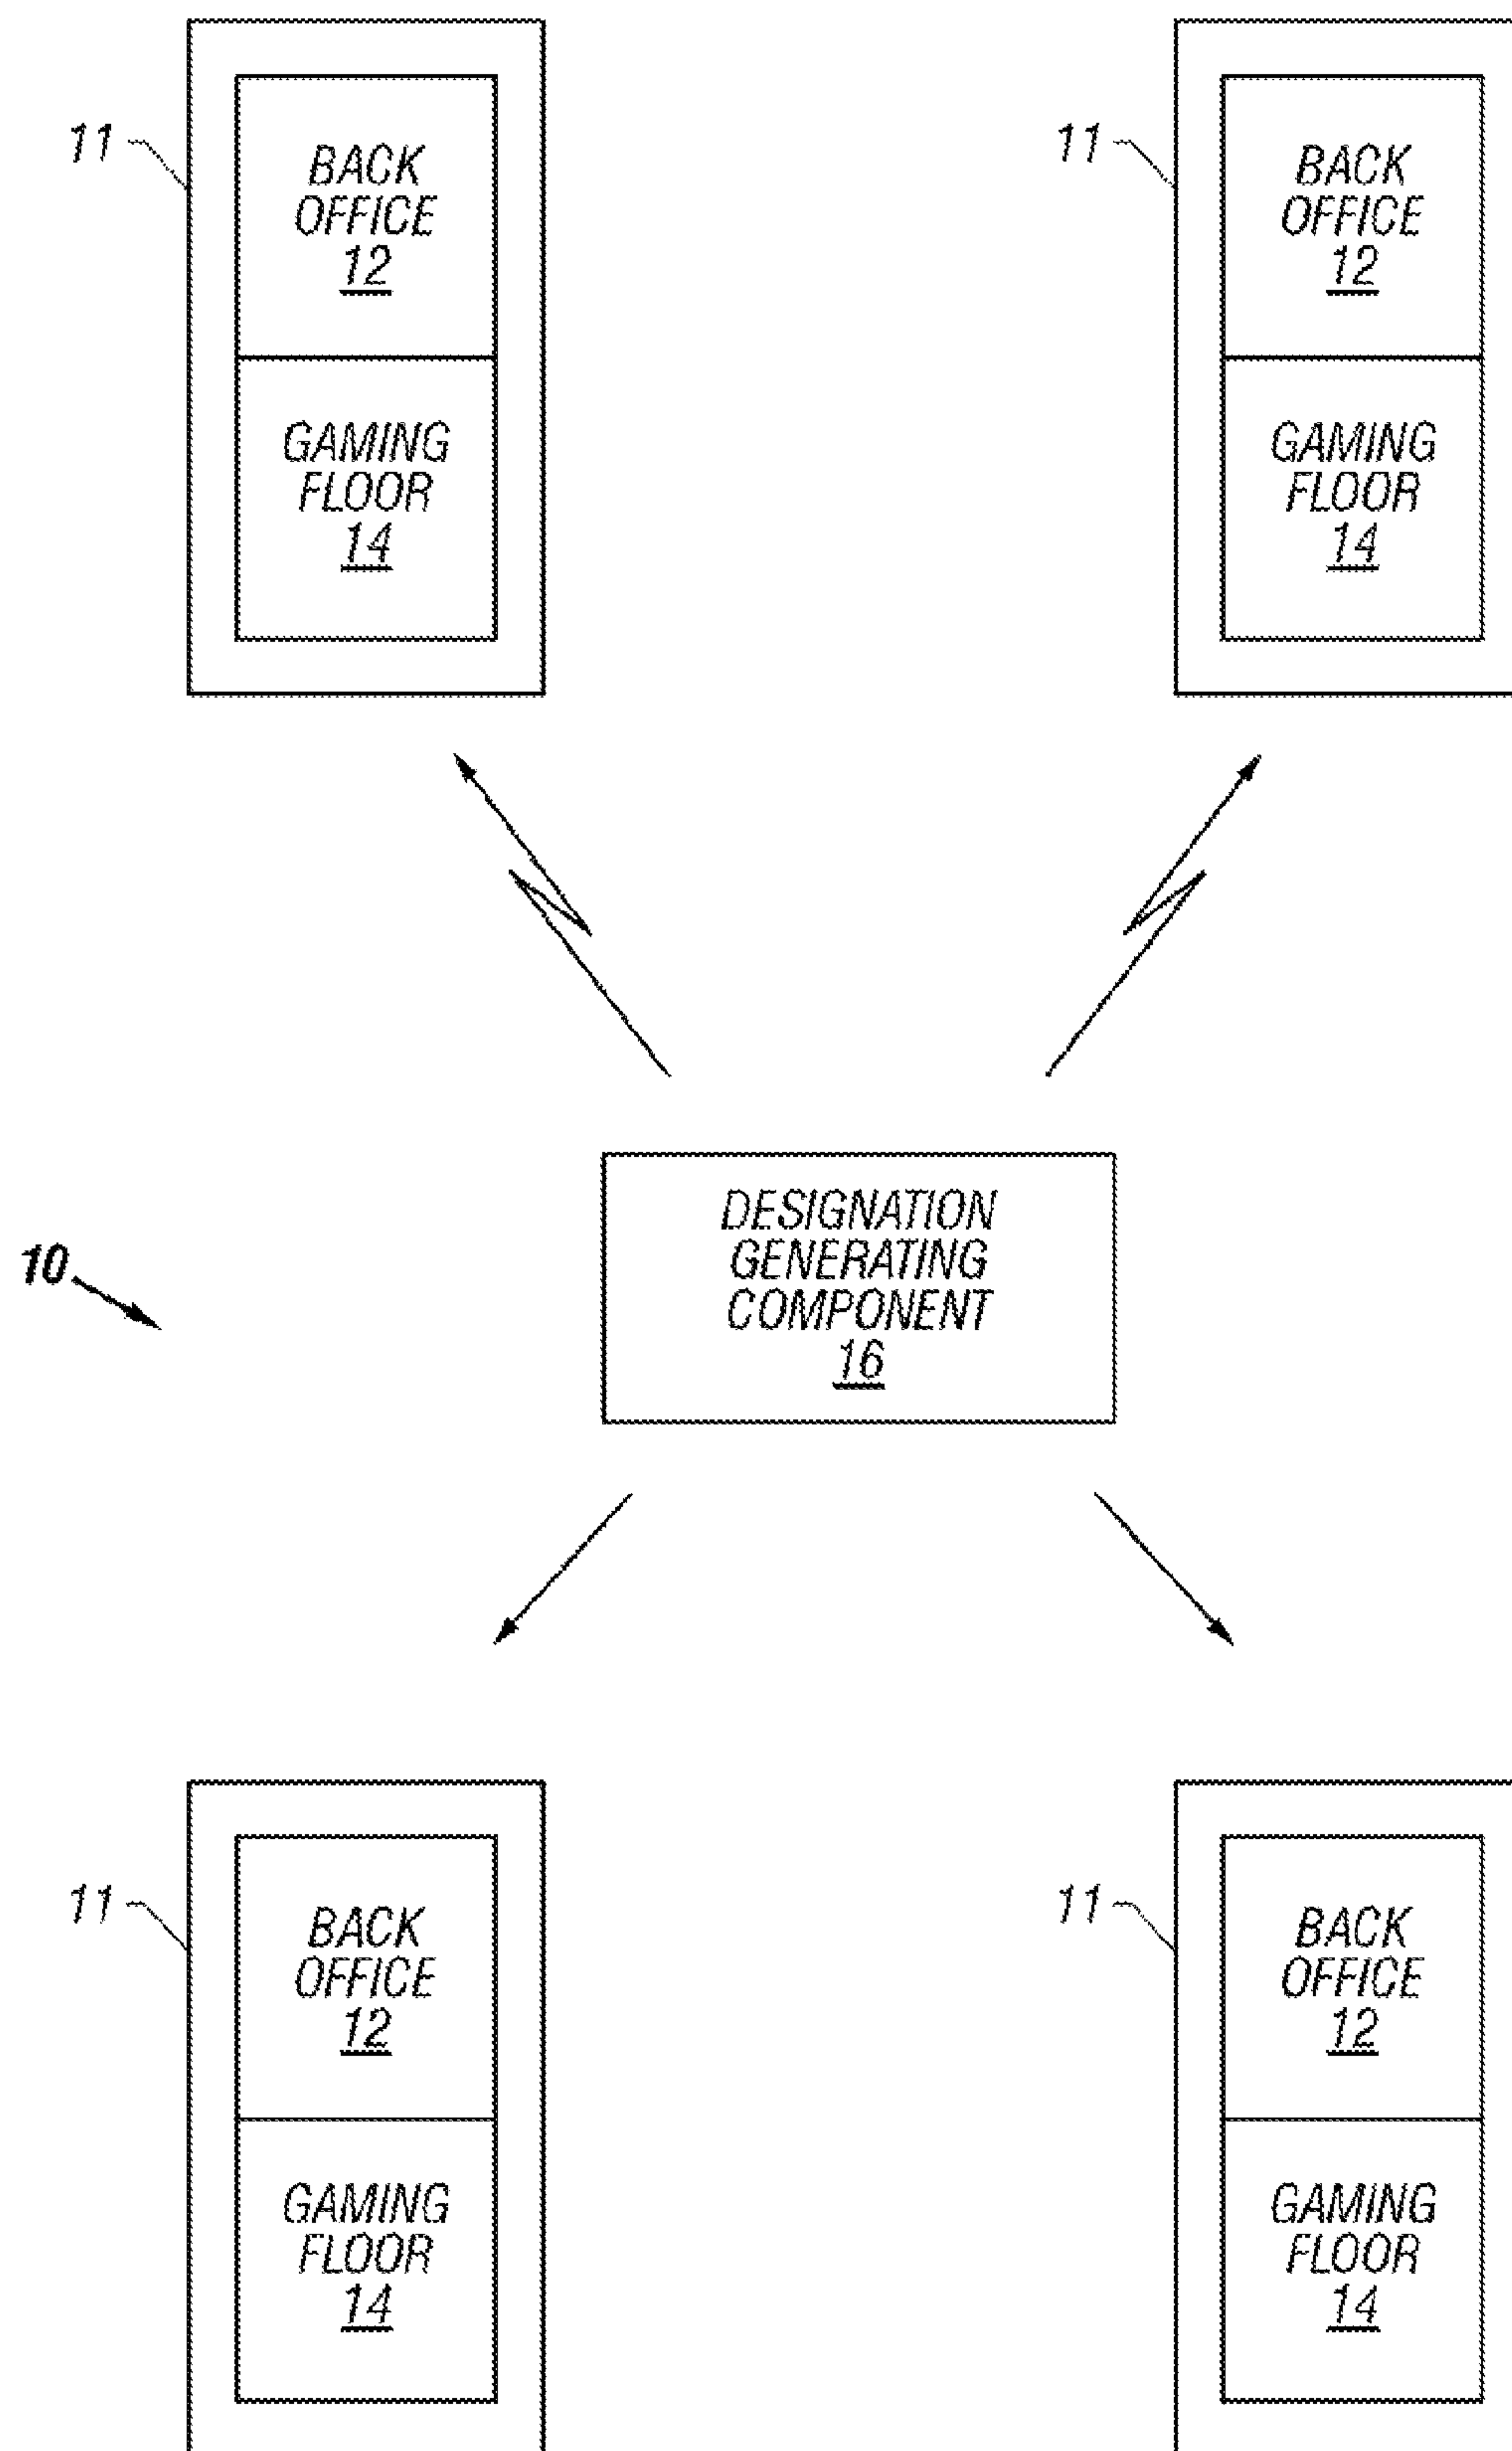 11
BACK
OFFICE
12
GAMING
FLOOR
14
11
BACK
OFFICE
12
GAMING
FLOOR
14
10
DESIGNATION
GENERATING
COMPONENT
16
11
BACK
OFFICE
12
GAMING
FLOOR
14
11
BACK
OFFICE
12
GAMING
FLOOR
14